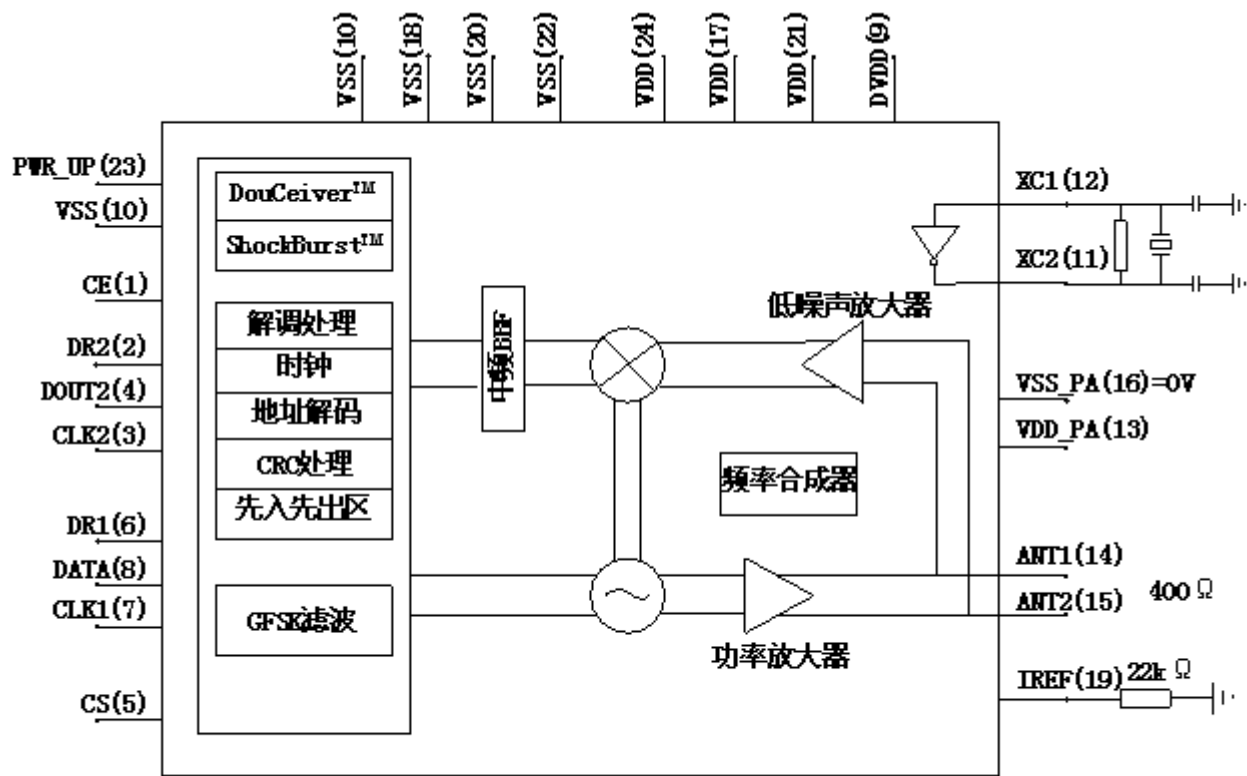 VSS(10)
VSS(18)
VSS(20)
VSS(22)
VDD(24)
VDD(17)
VDD(21)
DVDD(9)
PWR_UP(23)
VSS(10)
CE(1)
DR2(2)
DOUT2(4)
CLK2(3)
DR1(6)
DATA(8)
CLK1(7)
CS(5)
DouCeiver™
ShockBurst™
解调处理
时钟
地址解码
CRC处理
先入先出区
GFSK滤波
中频BBF
低噪声放大器
频率合成器
功率放大器
XC1(12)
XC2(11)
VSS_PA(16)=0V
VDD_PA(13)
ANT1(14)
ANT2(15)
400Ω
IREF(19)
22kΩ